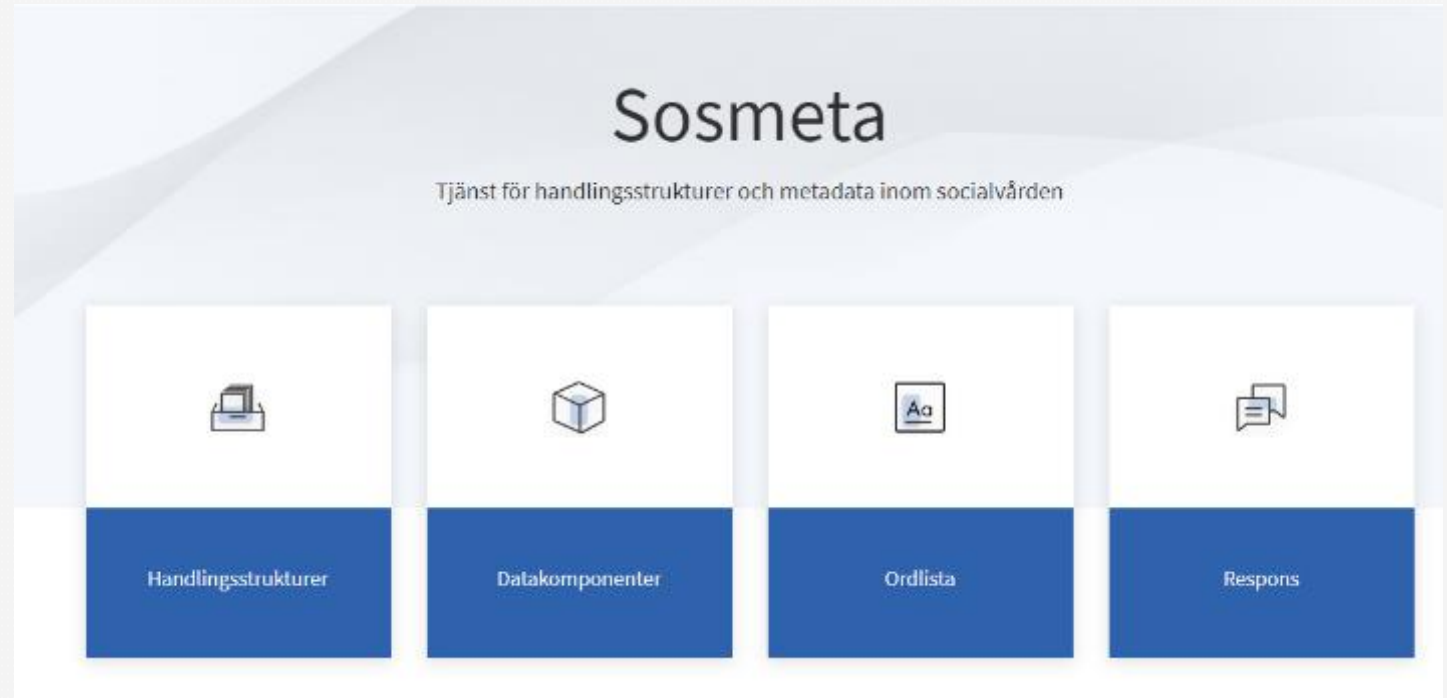 Sosmeta
Tjänst för handlingsstrukturer och metadata inom socialvården
Aa
Handlingsstrukturer
Datakomponenter
Ordlista
Respons